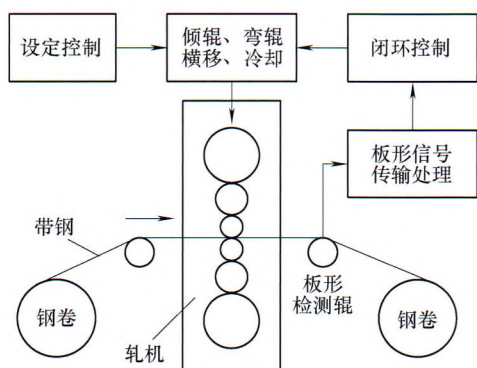 设定控制
倾辊、弯辊
横移、冷却
闭环控制
板形信号
传输处理
带钢
钢卷
轧机
板形
检测辊
钢卷